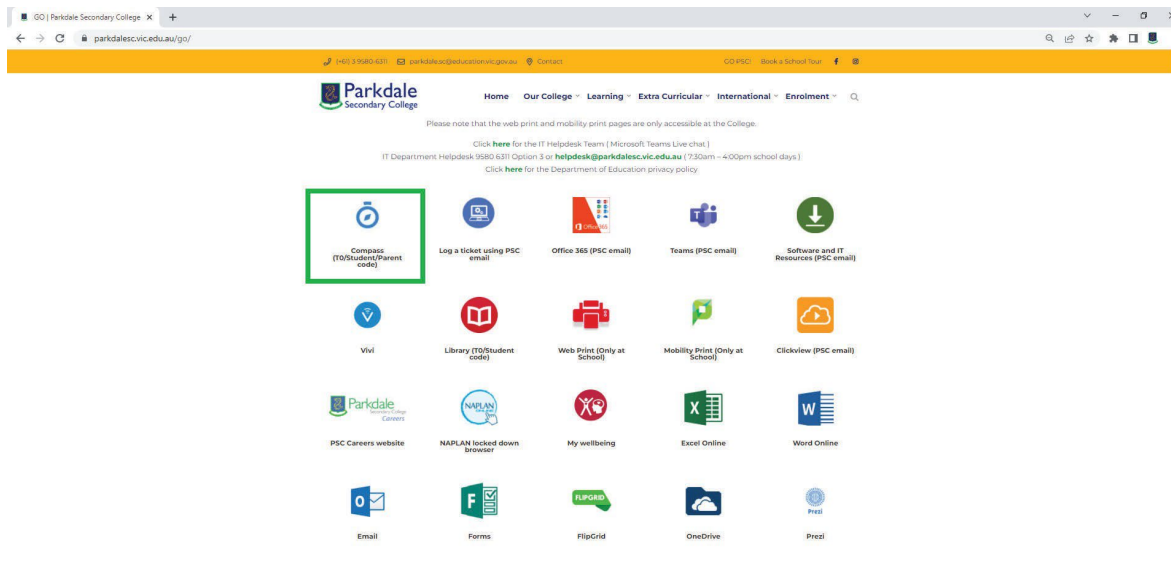 GO | Parkdale Secondary College
parkdalesc.vic.edu.au/go/
(+61) 3 9580-6311 parkdale.sc@education.vic.gov.au Contact GO PSC! Book a School Tour
Parkdale
Secondary College
Home Our College Learning Extra Curricular International Enrolment
Please note that the web print and mobility print pages are only accessible at the College.
Click here for the IT Helpdesk Team ( Microsoft Teams Live chat )
IT Department Helpdesk 9580 6311 Option 3 or helpdesk@parkdalesc.vic.edu.au ( 7:30am – 4:00pm school days )
Click here for the Department of Education privacy policy
Office 365
Compass
(T0/Student/Parent
code)
Log a ticket using PSC
email
Office 365 (PSC email)
Teams (PSC email)
Software and IT
Resources (PSC email)
Vivi
Library (T0/Student
code)
Web Print (Only at
School)
Mobility Print (Only at
School)
Clickview (PSC email)
Parkdale
Secondary College
Careers
NAPLAN
PSC Careers website
NAPLAN locked down
browser
My wellbeing
Excel Online
Word Online
FLIPGRID
Prezi
Email
Forms
FlipGrid
OneDrive
Prezi